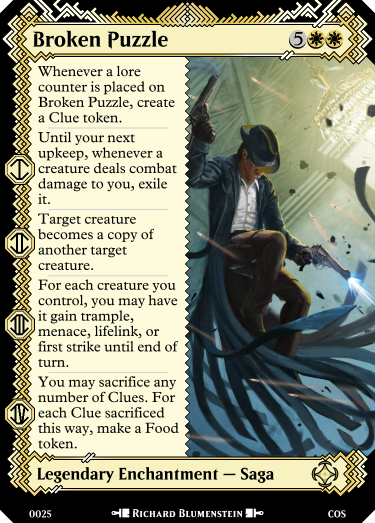 Broken Puzzle
5
Whenever a lore
counter is placed on
Broken Puzzle, create
a Clue token.
I
Until your next
upkeep, whenever a
creature deals combat
damage to you, exile
it.
II
Target creature
becomes a copy of
another target
creature.
III
For each creature you
control, you may have
it gain trample,
menace, lifelink, or
first strike until end of
turn.
IV
You may sacrifice any
number of Clues. For
each Clue sacrificed
this way, make a Food
token.
Legendary Enchantment — Saga
0025
Richard Blumenstein
COS